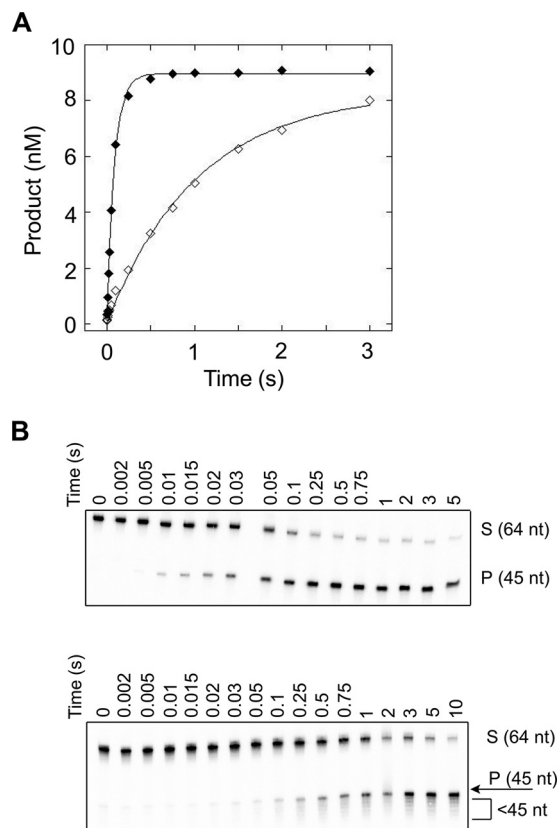 A
10
8
6
4
2
0
Product (nM)
0 1 2 3
Time (s)
B
Time (s)
0 0.002 0.005 0.01 0.015 0.02 0.03 0.05 0.1 0.25 0.5 0.75 1 2 3 5
S (64 nt)
P (45 nt)
Time (s)
0 0.002 0.005 0.01 0.015 0.02 0.03 0.05 0.1 0.25 0.5 0.75 1 2 3 5 10
S (64 nt)
P (45 nt)
<45 nt